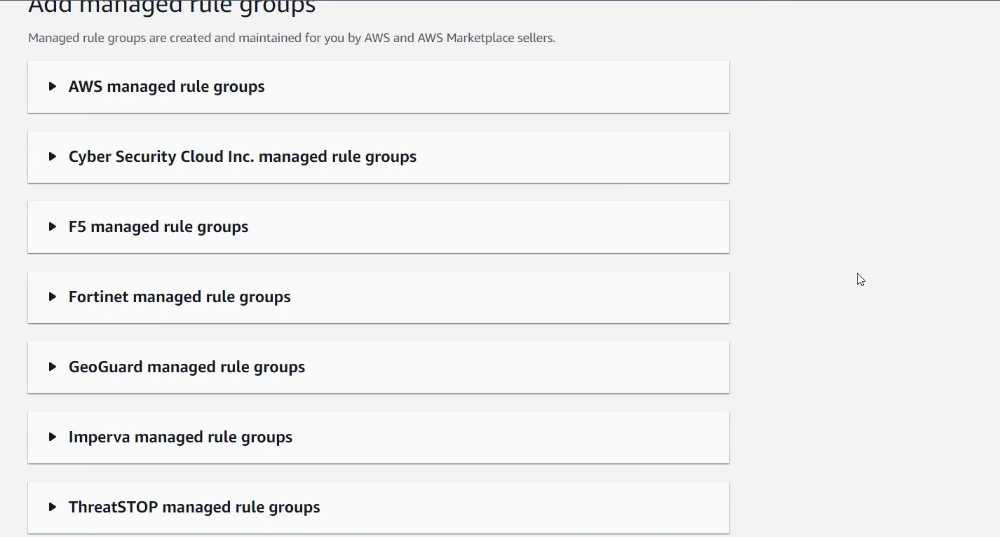 Add managed rule groups
Managed rule groups are created and maintained for you by AWS and AWS Marketplace sellers.
AWS managed rule groups
Cyber Security Cloud Inc. managed rule groups
F5 managed rule groups
Fortinet managed rule groups
GeoGuard managed rule groups
Imperva managed rule groups
ThreatSTOP managed rule groups